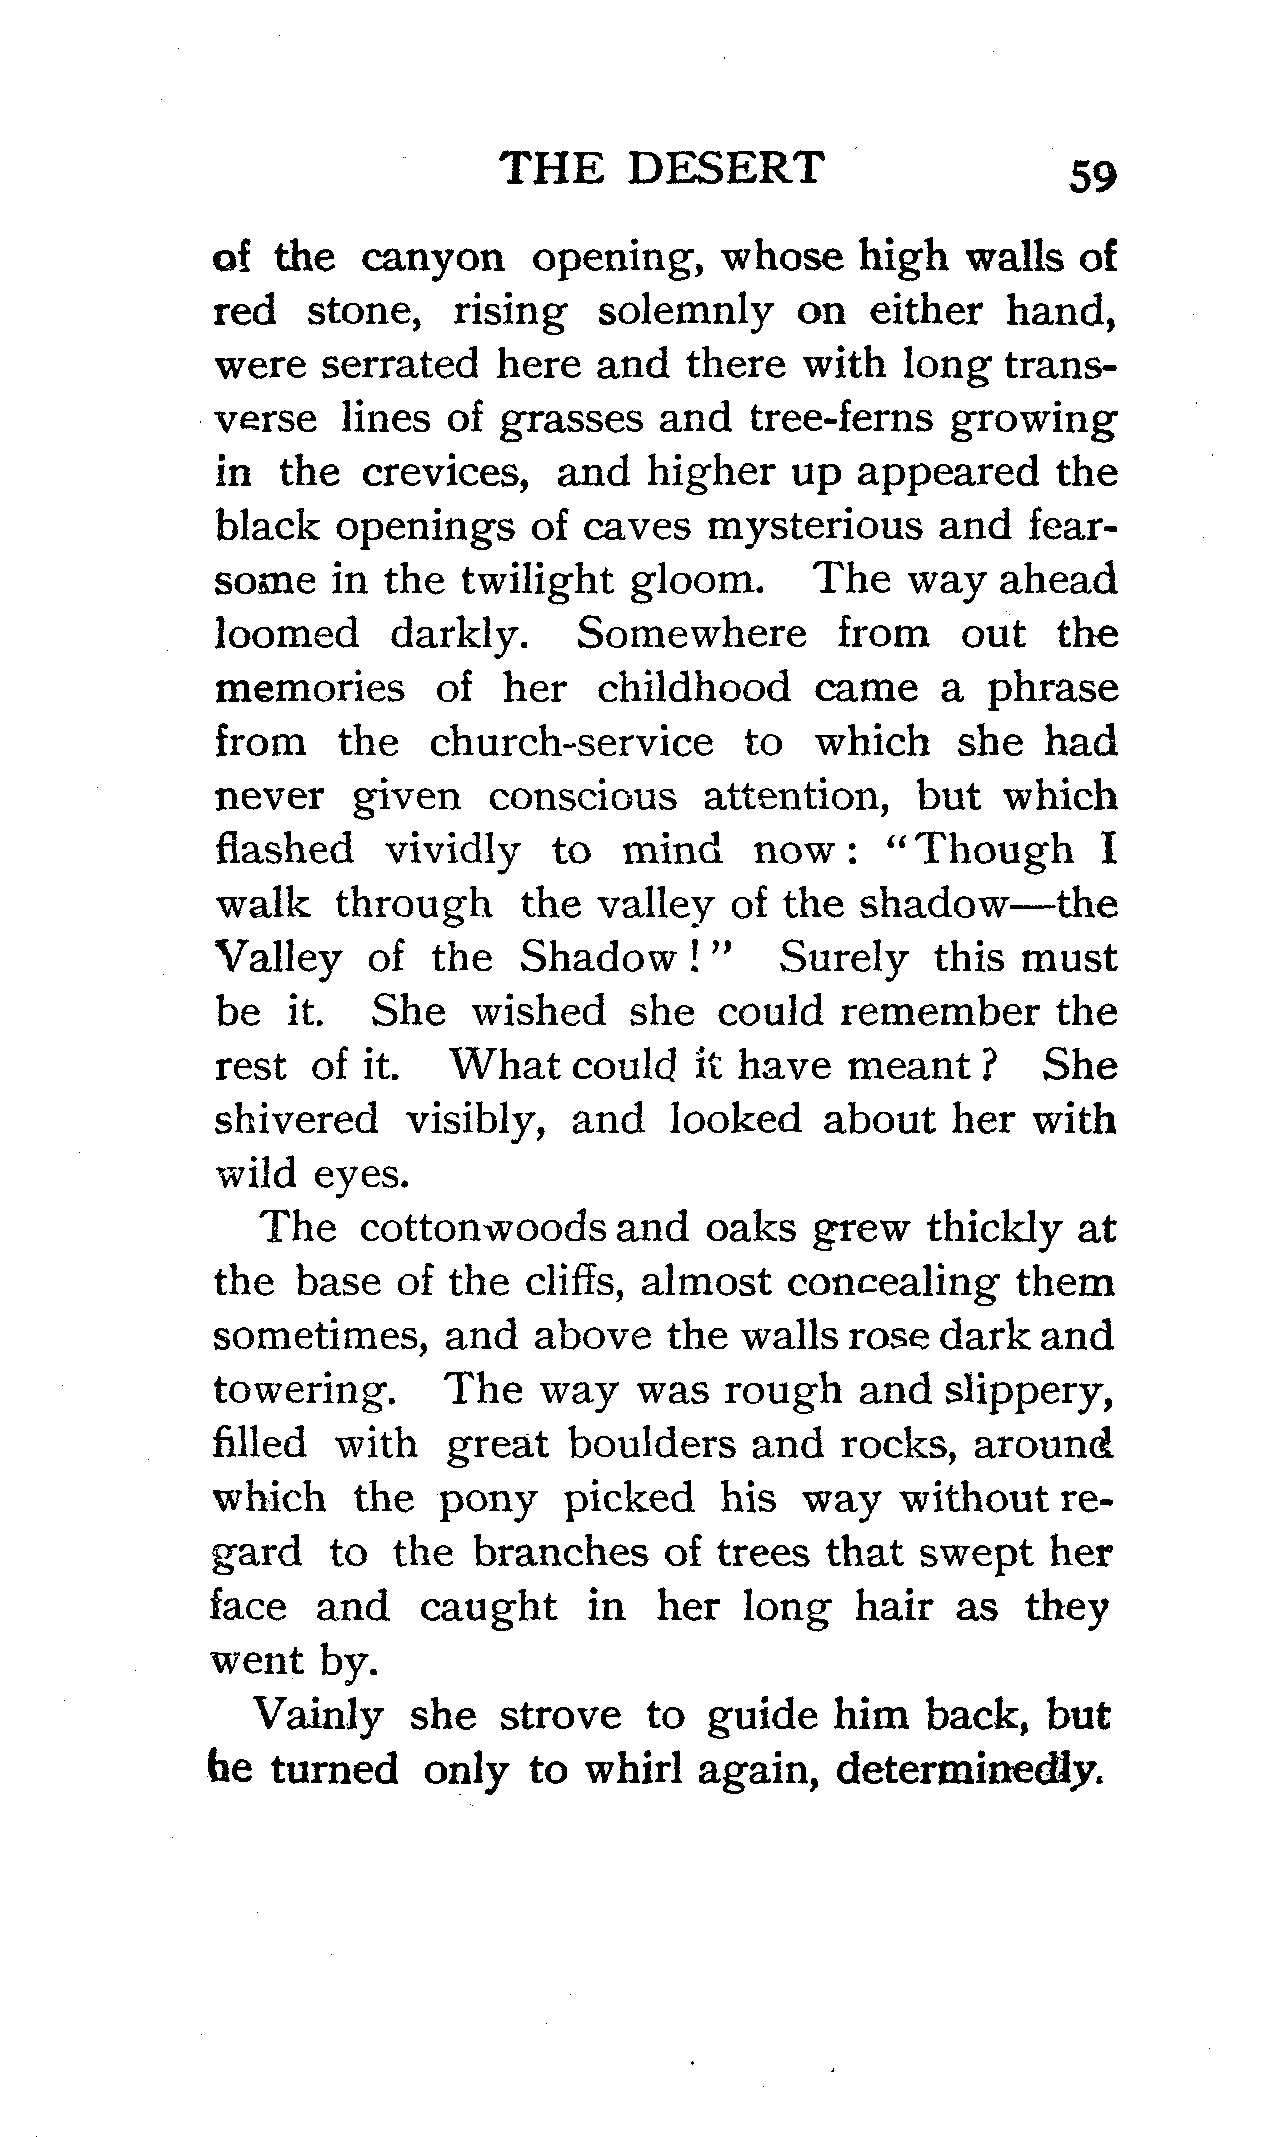 THE DESERT 59
of the canyon opening, whose high walls of
red stone, rising solemnly on either hand,
were serrated here and there with long trans-
verse lines of grasses and tree-ferns growing
in the crevices, and higher up appeared the
black openings of caves mysterious and fear-
some in the twilight gloom. The way ahead
loomed darkly. Somewhere from out the
memories of her childhood came a phrase
from the church-service to which she had
never given conscious attention, but which
flashed vividly to mind now : “Though I
walk through the valley of the shadow—the
Valley of the Shadow ! ” Surely this must
be it. She wished she could remember the
rest of it. What could it have meant ? She
shivered visibly, and looked about her with
wild eyes.
The cottonwoods and oaks grew thickly at
the base of the cliffs, almost concealing them
sometimes, and above the walls rose dark and
towering. The way was rough and slippery,
filled with great boulders and rocks, around
which the pony picked his way without re-
gard to the branches of trees that swept her
face and caught in her long hair as they
went by.
Vainly she strove to guide him back, but
he turned only to whirl again, determinedly.